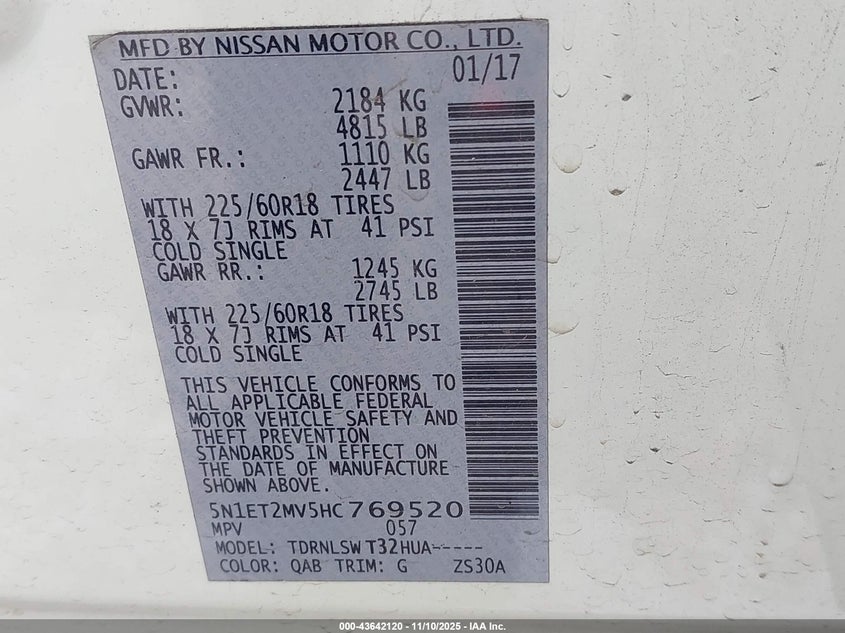 MFD BY NISSAN MOTOR CO., LTD.
DATE: 01/17
GVWR: 2184 KG
4815 LB
GAWR FR.: 1110 KG
2447 LB
WITH 225/60R18 TIRES
18 X 7J RIMS AT 41 PSI
COLD SINGLE
GAWR RR.: 1245 KG
2745 LB
WITH 225/60R18 TIRES
18 X 7J RIMS AT 41 PSI
COLD SINGLE
THIS VEHICLE CONFORMS TO
ALL APPLICABLE FEDERAL
MOTOR VEHICLE SAFETY AND
THEFT PREVENTION
STANDARDS IN EFFECT ON
THE DATE OF MANUFACTURE
SHOWN ABOVE.
5N1ET2MV5HC769520
MPV 057
MODEL: TDRNLSWT32HUA-----
COLOR: QAB TRIM: G ZS30A
000-43642120 - 11/10/2025 - IAA Inc.